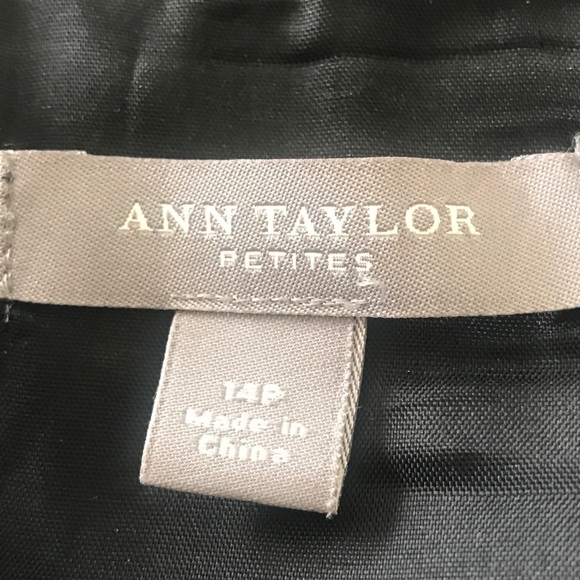 ANN TAYLOR
PETITES
14P
Made in
China